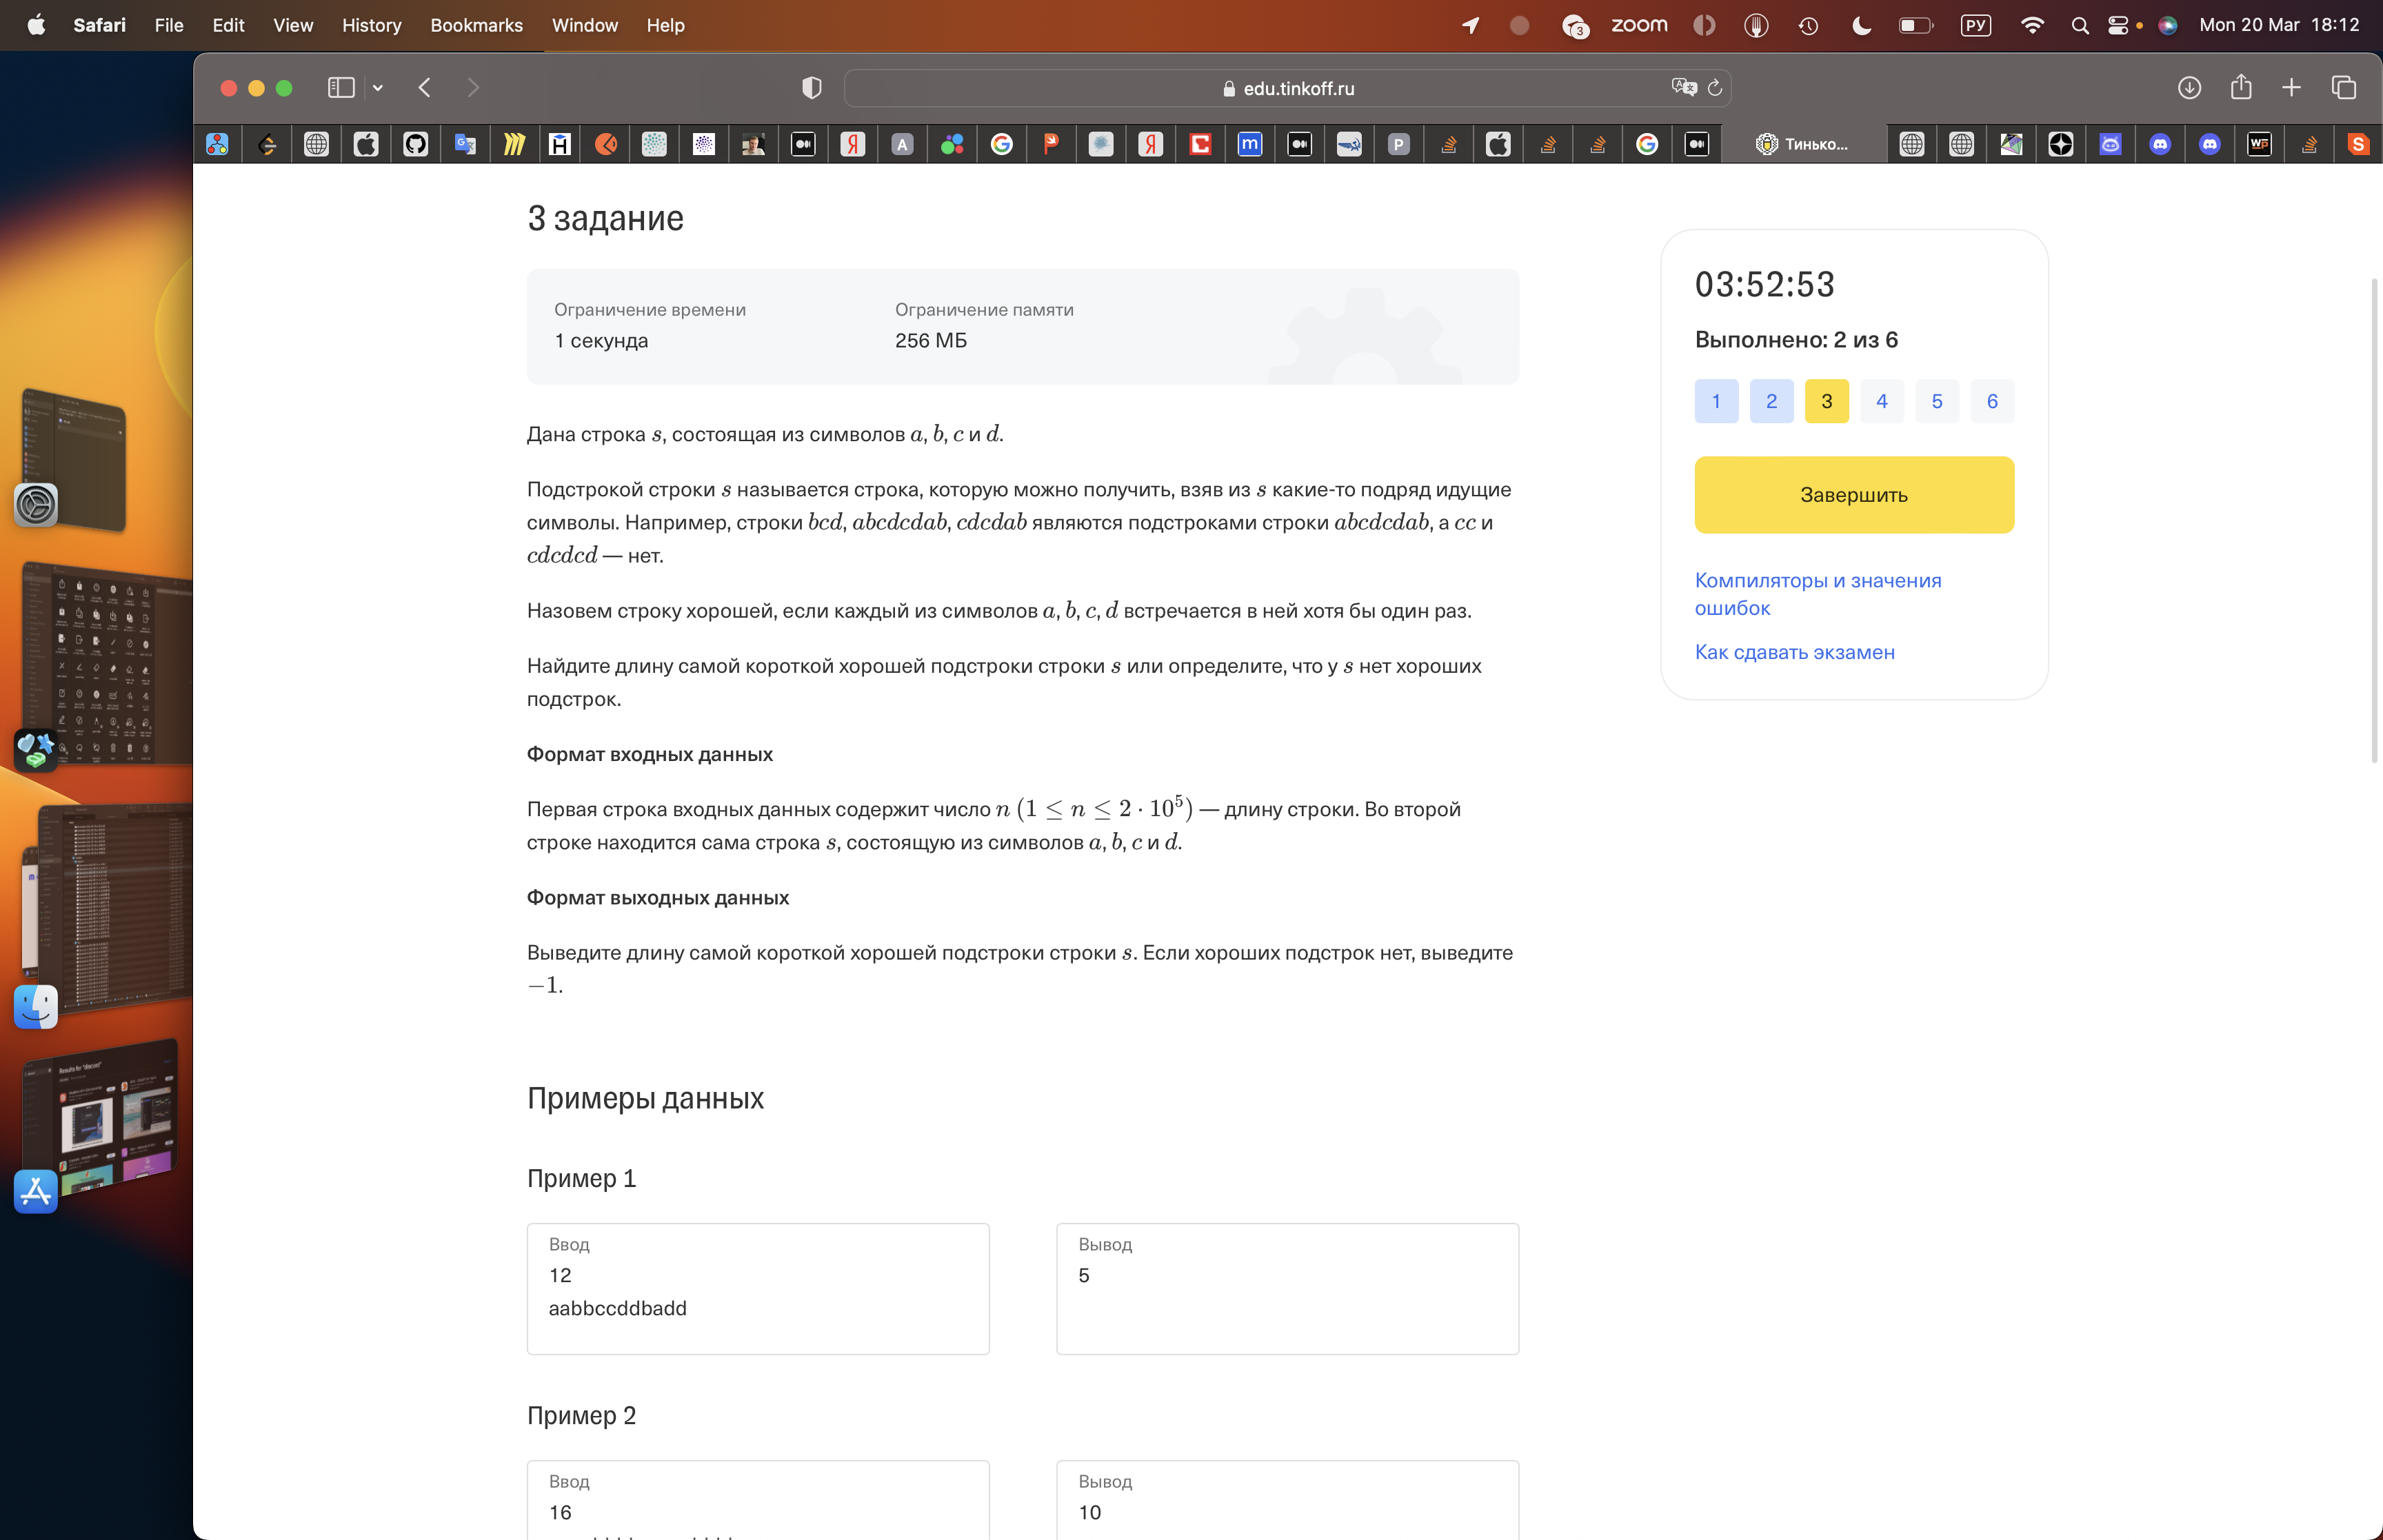 Safari File Edit View History Bookmarks Window Help 3 zoom РУ Mon 20 Mar 18:12
edu.tinkoff.ru
Тинько...
3 задание
Ограничение времени Ограничение памяти
1 секунда 256 МБ
Дана строка s, состоящая из символов a, b, c и d.
Подстрокой строки s называется строка, которую можно получить, взяв из s какие-то подряд идущие
символы. Например, строки bcd, abcdcdab, cdcdab являются подстроками строки abcdcdab, а cc и
cdcdcd — нет.
Назовем строку хорошей, если каждый из символов a, b, c, d встречается в ней хотя бы один раз.
Найдите длину самой короткой хорошей подстроки строки s или определите, что у s нет хороших
подстрок.
Формат входных данных
Первая строка входных данных содержит число n (1 ≤ n ≤ 2 · 10⁵) — длину строки. Во второй
строке находится сама строка s, состоящую из символов a, b, c и d.
Формат выходных данных
Выведите длину самой короткой хорошей подстроки строки s. Если хороших подстрок нет, выведите
−1.
Примеры данных
Пример 1
Ввод
12
aabbccddbadd
Вывод
5
Пример 2
Ввод
16
Вывод
10
03:52:53
Выполнено: 2 из 6
1 2 3 4 5 6
Завершить
Компиляторы и значения
ошибок
Как сдавать экзамен